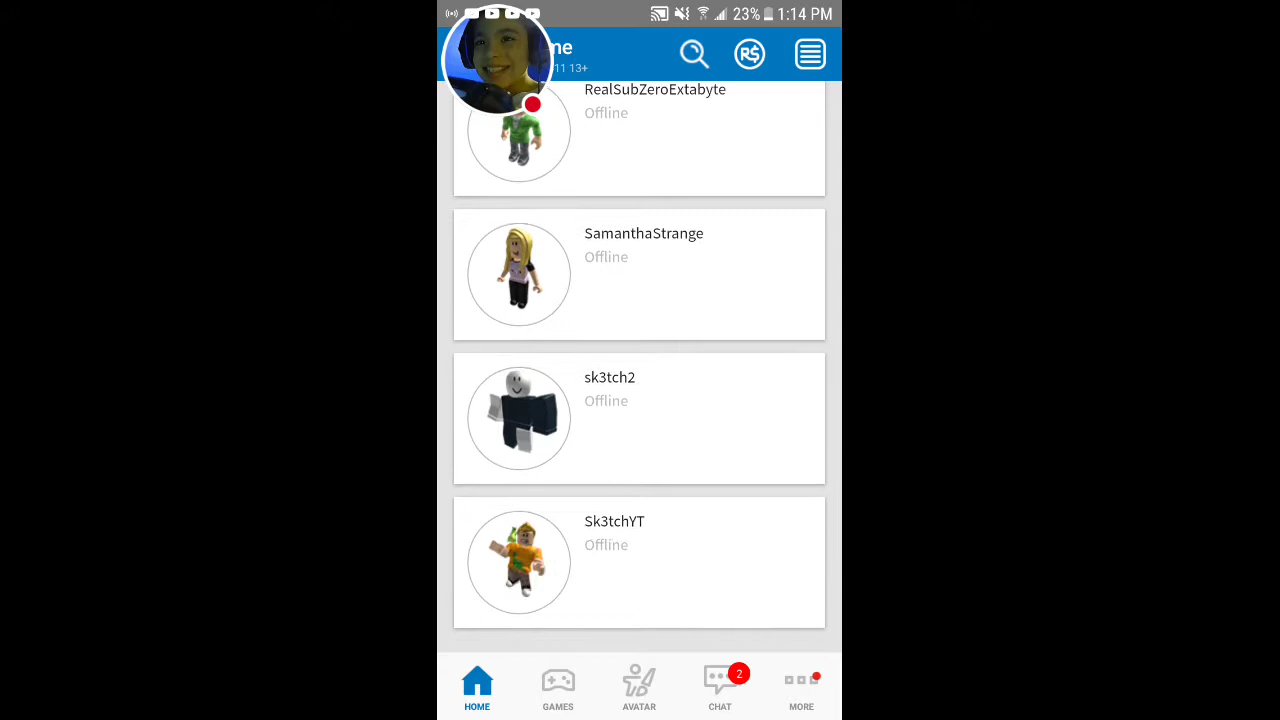 23% 1:14 PM
me
11 13+
R$
RealSubZeroExtabyte
Offline
SamanthaStrange
Offline
sk3tch2
Offline
Sk3tchYT
Offline
2
HOME GAMES AVATAR CHAT MORE